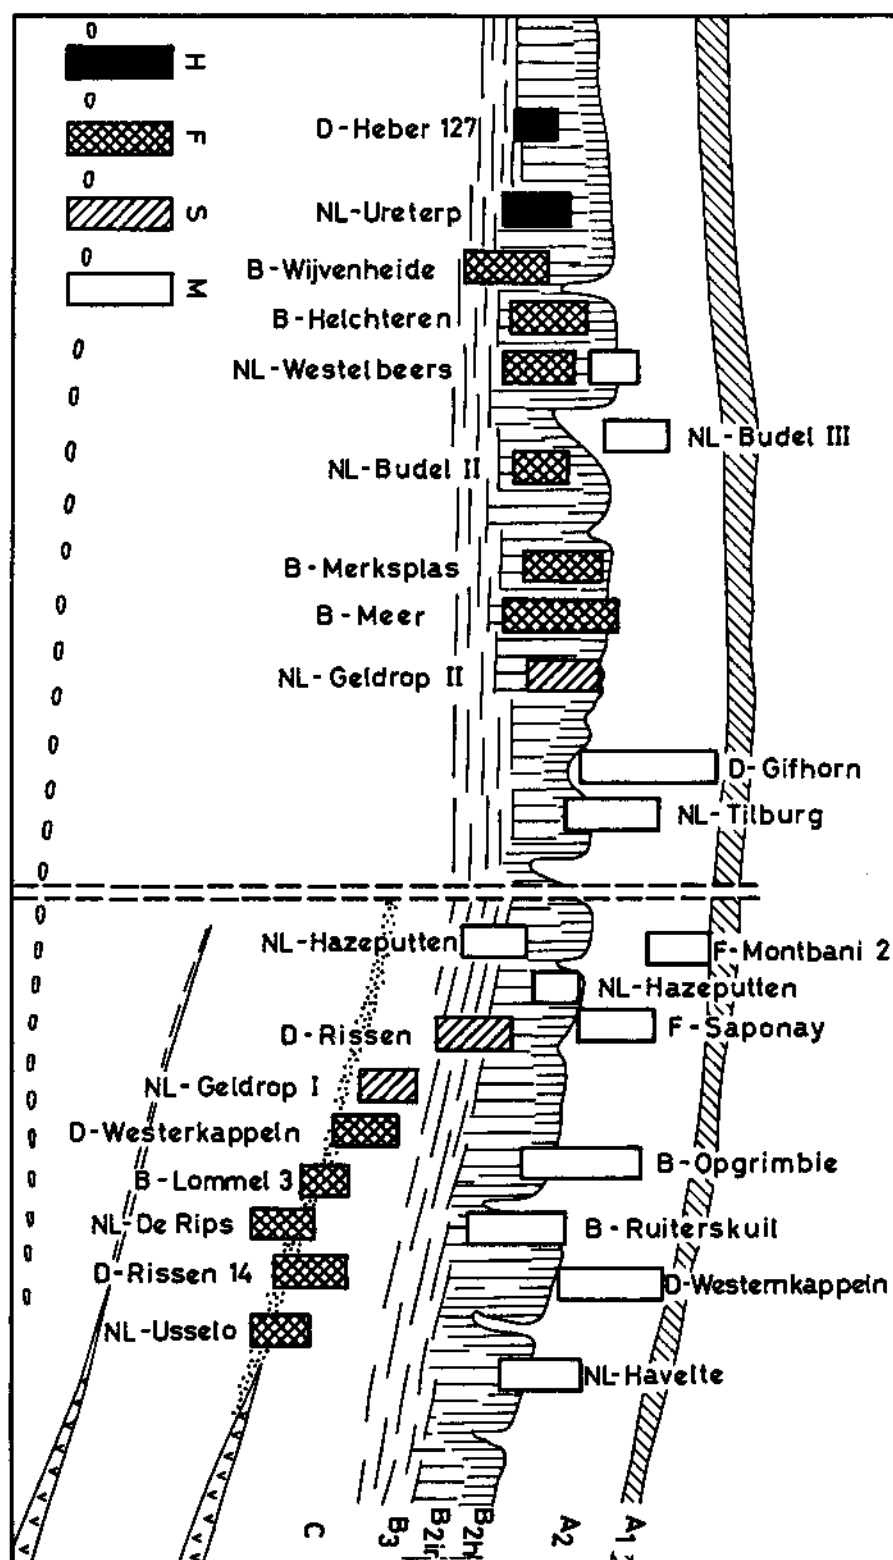 H
F
S
M
D-Heber 127
NL-Ureterp
B-Wijvenheide
B-Helchteren
NL-Westelbeers
NL-Budel III
NL-Budel II
B-Merksplas
B-Meer
NL-Geldrop II
D-Gifhorn
NL-Tilburg
NL-Hazeputten
F-Montbani 2
NL-Hazeputten
F-Saponay
D-Rissen
NL-Geldrop I
D-Westerkappeln
B-Lommel 3
B-Opgrimbie
NL-De Rips
B-Ruiterskuil
D-Rissen 14
D-Westernkappeln
NL-Usselo
NL-Havelte
C
B3
B2ir
B2h
A2
A1